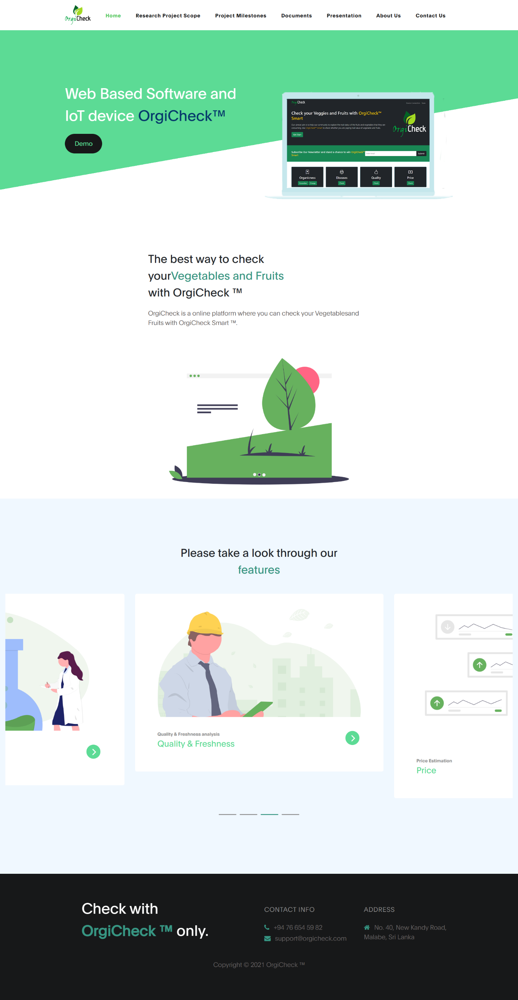 OrgiCheck
Home
Research Project Scope
Project Milestones
Documents
Presentation
About Us
Contact Us
Web Based Software and
IoT device OrgiCheck™
Demo
OrgiCheck
Device Connection
Check your Veggies and Fruits with OrgiCheck™
Smart
Our utmost aim is to help our community to explore the real status of the fruits and vegetables that they are
consuming. Use OrgiCheck™ Smart to check whether you are paying real value of vegetable and fruits.
Get Start
OrgiCheck
Subscribe Our Newsletter and stand a chance to win OrgiCheck™
Smart
Enter Email
Submit
Organicness
Cucumber
Orange
Diseases
Check
Quality
Check
Price
Check
The best way to check
yourVegetables and Fruits
with OrgiCheck ™
OrgiCheck is a online platform where you can check your Vegetablesand
Fruits with OrgiCheck Smart ™.
Please take a look through our
features
Quality & Freshness analysis
Quality & Freshness
Price Estimation
Price
Check with
OrgiCheck ™ only.
CONTACT INFO
+94 76 654 59 82
support@orgicheck.com
ADDRESS
No. 40, New Kandy Road,
Malabe, Sri Lanka
Copyright © 2021 OrgiCheck ™